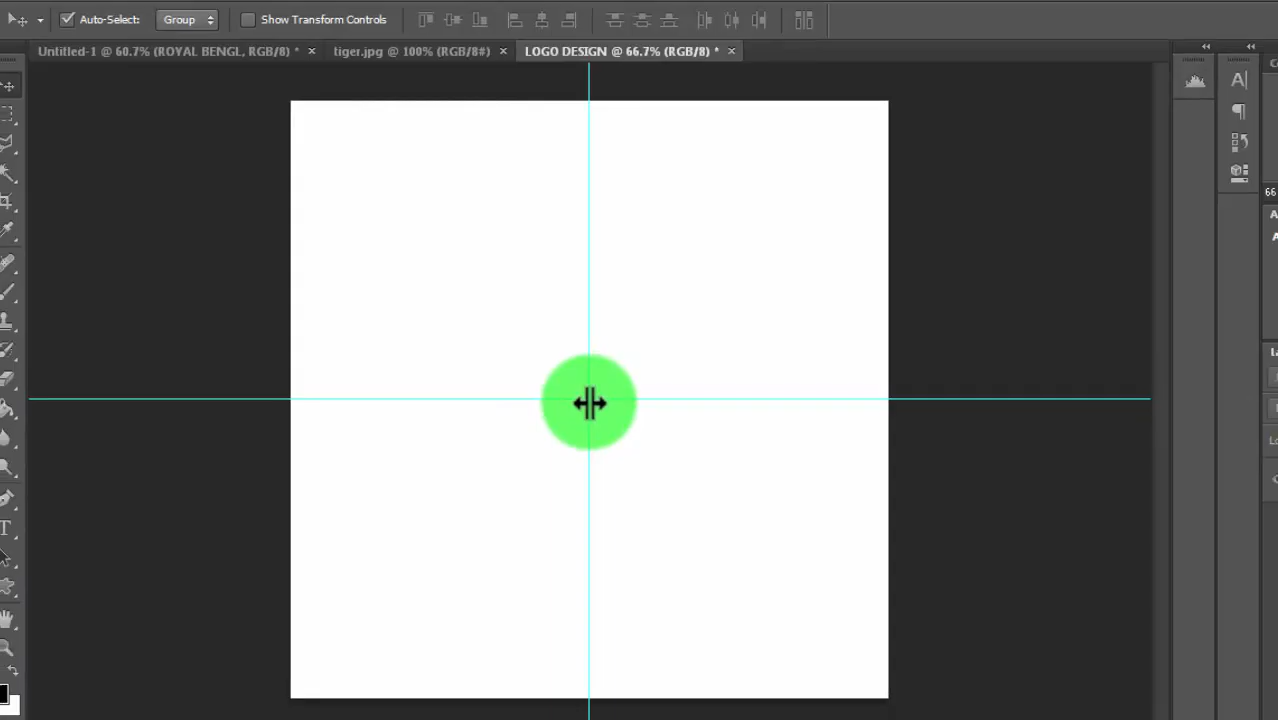 Auto-Select: Group Show Transform Controls
Untitled-1 @ 60.7% (ROYAL BENGL, RGB/8) * × tiger.jpg @ 100% (RGB/8#) × LOGO DESIGN @ 66.7% (RGB/8) * ×
A|
66
T